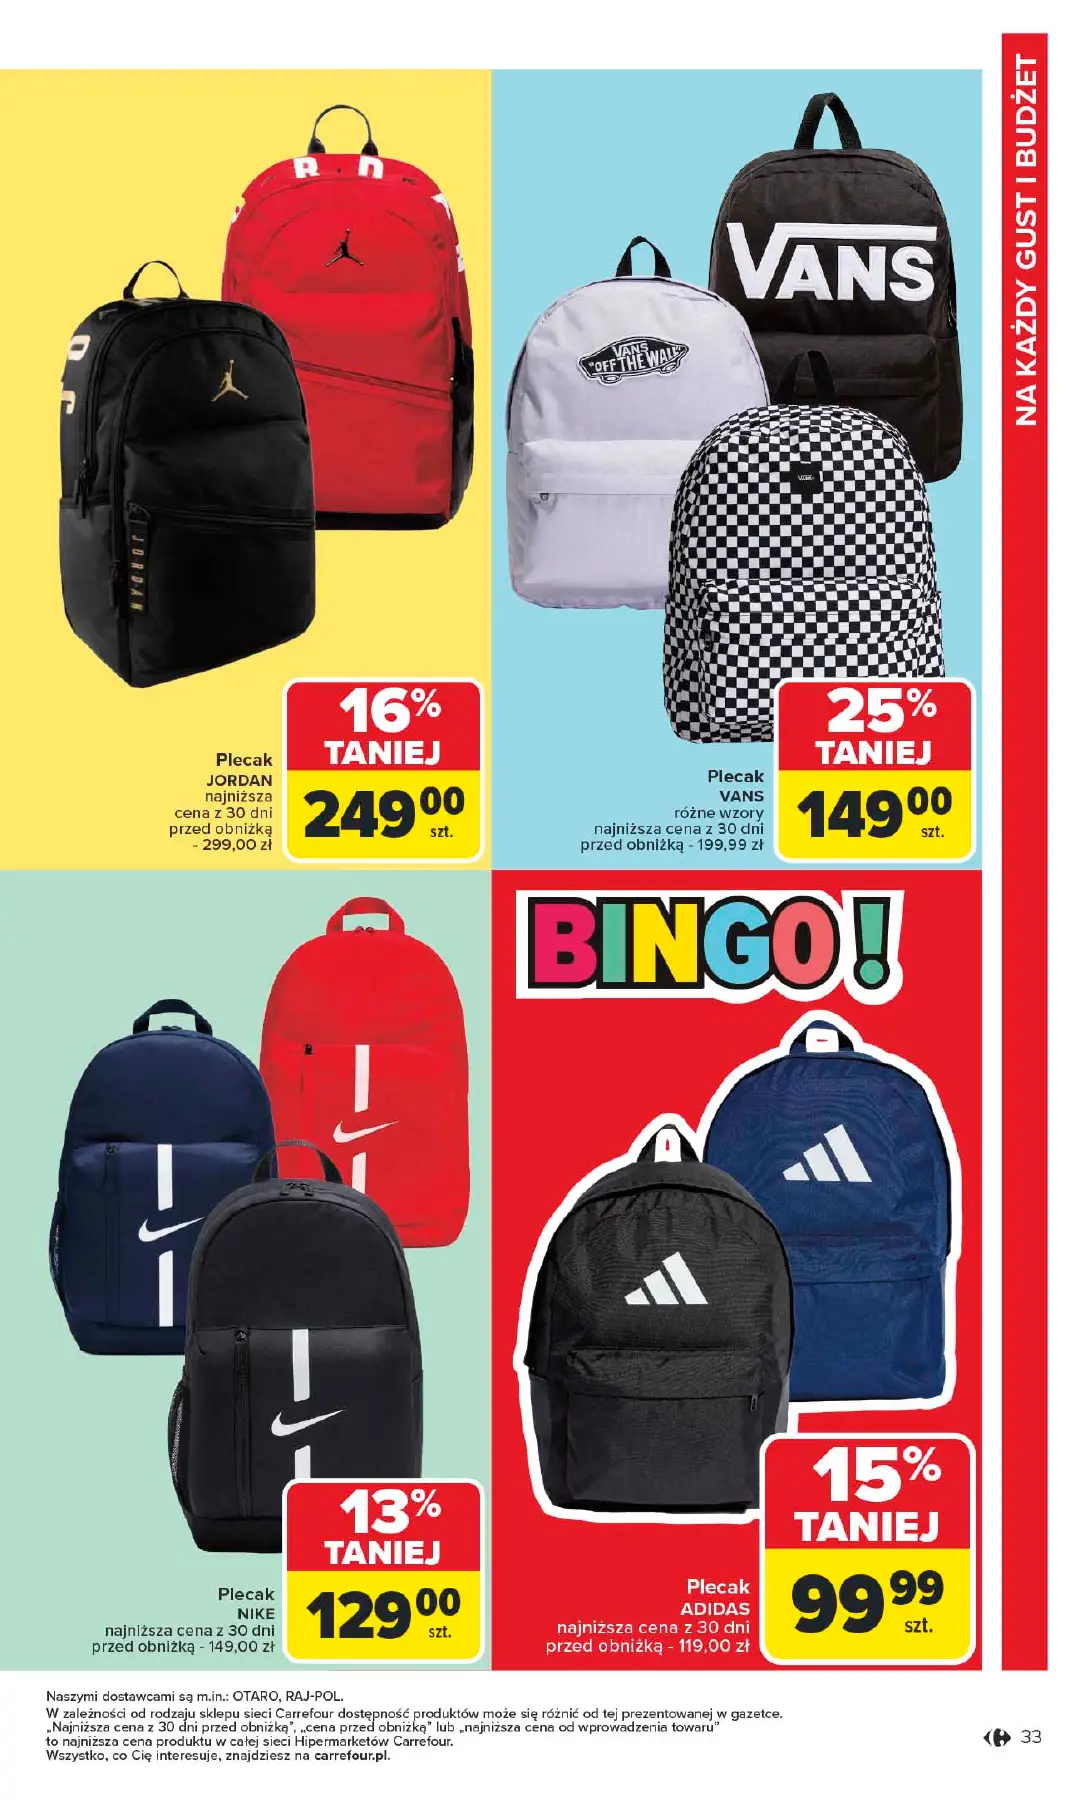 NA KAŻDY GUST I BUDŻET
R D
JORDAN
VANS
VANS
"OFF THE WALL"
VANS
16%
TANIEJ
249 00
szt.
Plecak
JORDAN
najniższa
cena z 30 dni
przed obniżką
- 299,00 zł
25%
TANIEJ
149 00
szt.
Plecak
VANS
różne wzory
najniższa cena z 30 dni
przed obniżką - 199,99 zł
13%
TANIEJ
129 00
szt.
Plecak
NIKE
najniższa cena z 30 dni
przed obniżką - 149,00 zł
BINGO!
15%
TANIEJ
99 99
szt.
Plecak
ADIDAS
najniższa cena z 30 dni
przed obniżką - 119,00 zł
Naszymi dostawcami są m.in.: OTARO, RAJ-POL.
W zależności od rodzaju sklepu sieci Carrefour dostępność produktów może się różnić od tej prezentowanej w gazetce.
„Najniższa cena z 30 dni przed obniżką”, „cena przed obniżką” lub „najniższa cena od wprowadzenia towaru”
to najniższa cena produktu w całej sieci Hipermarketów Carrefour.
Wszystko, co Cię interesuje, znajdziesz na carrefour.pl.
33